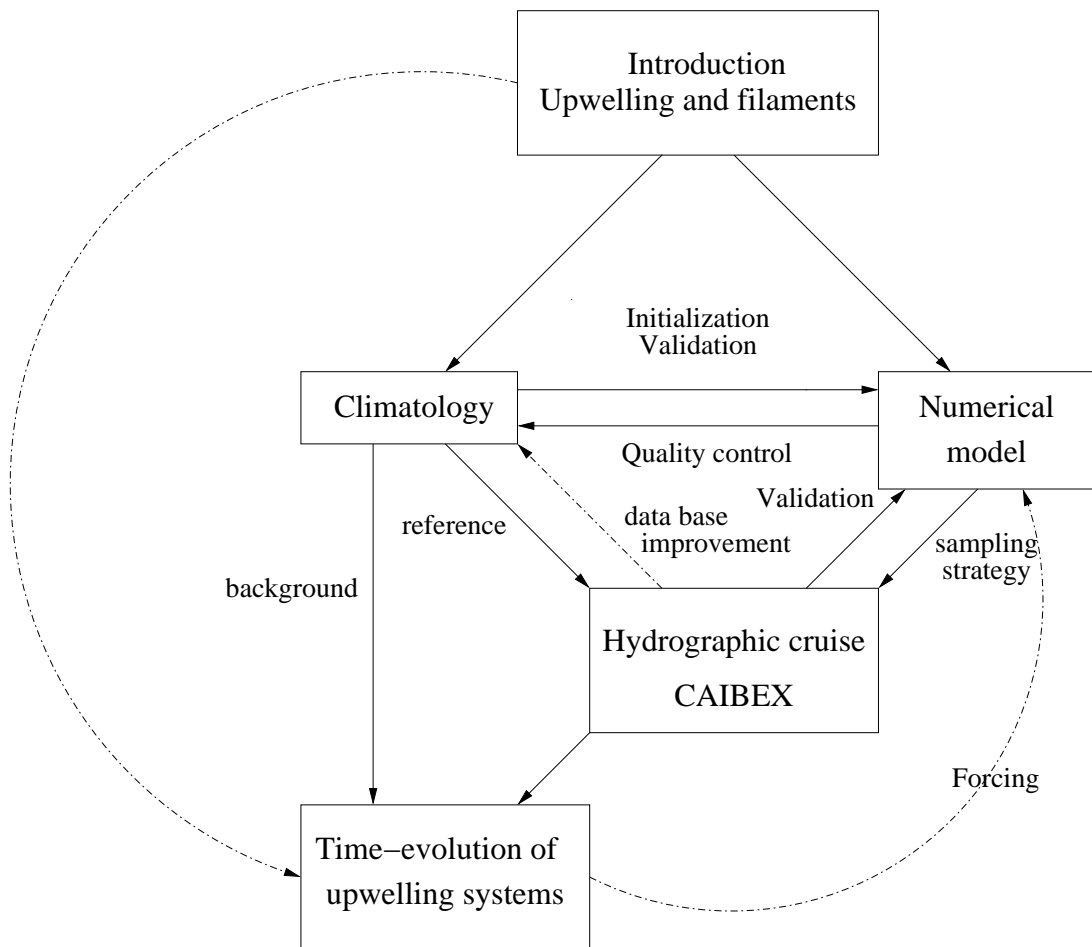 Introduction
Upwelling and filaments
Initialization
Validation
Climatology
Numerical
model
Quality control
Validation
reference
data base
improvement
sampling
strategy
background
Hydrographic cruise
CAIBEX
Forcing
Time−evolution of
upwelling systems